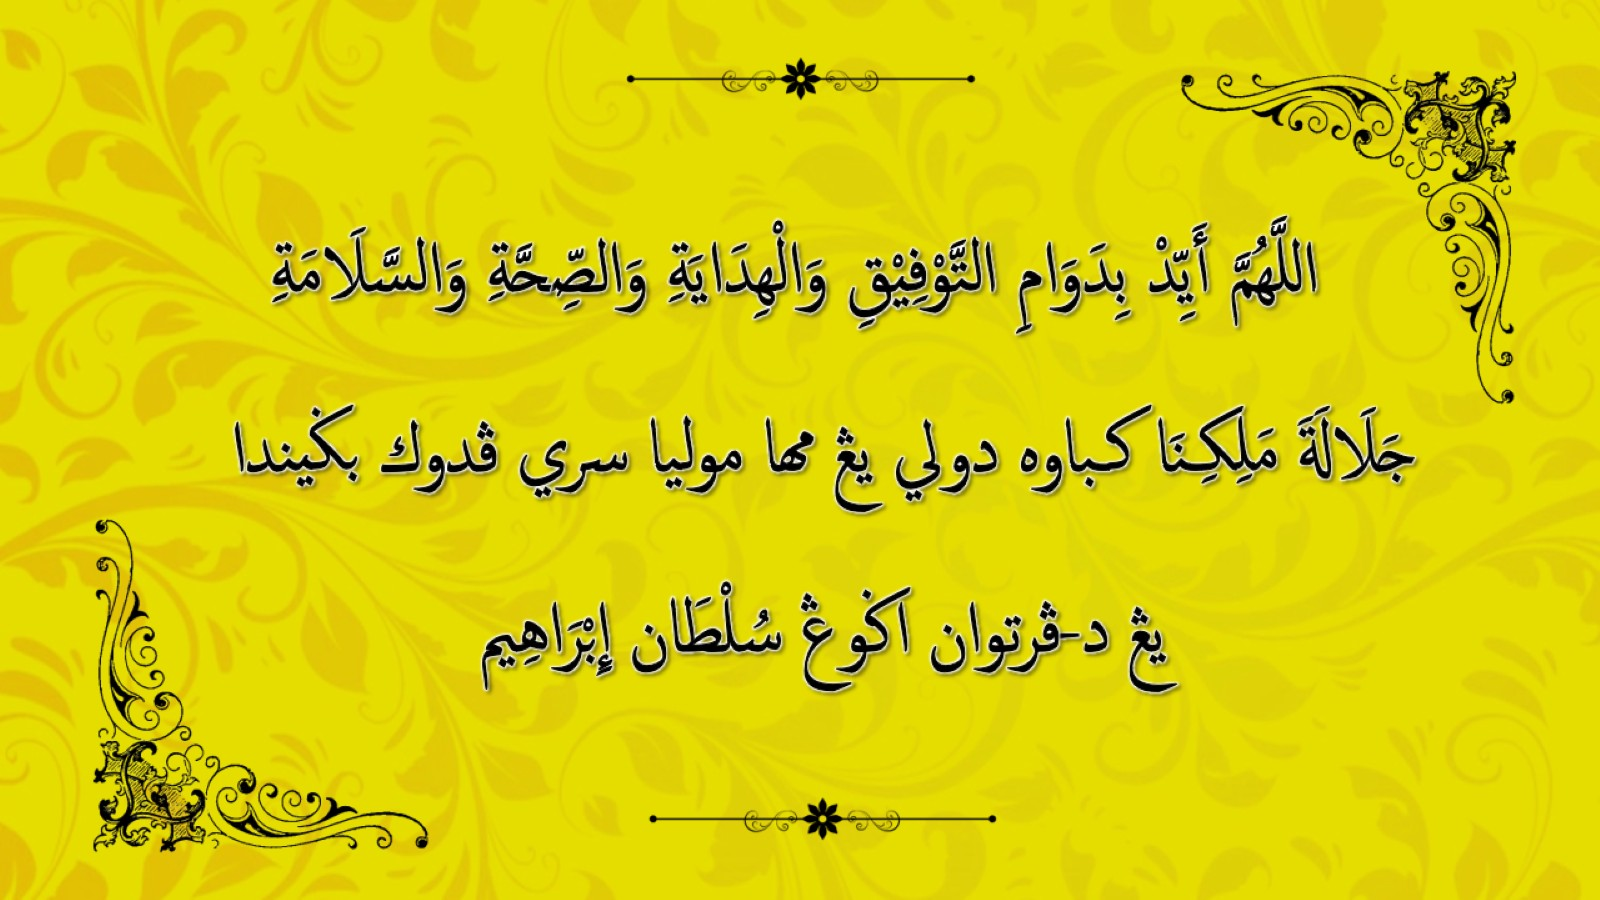 اللَّهُمَّ أَيِّدْ بِدَوَامِ التَّوْفِيْقِ وَالْهِدَايَةِ وَالصِّحَّةِ وَالسَّلَامَةِ
جَلَالَةَ مَلِكِنَا كباوه دولي يڠ مها موليا سري ڤدوك بݢيندا
يڠ د-ڤرتوان اݢوڠ سُلْطَان إِبْرَاهِيم